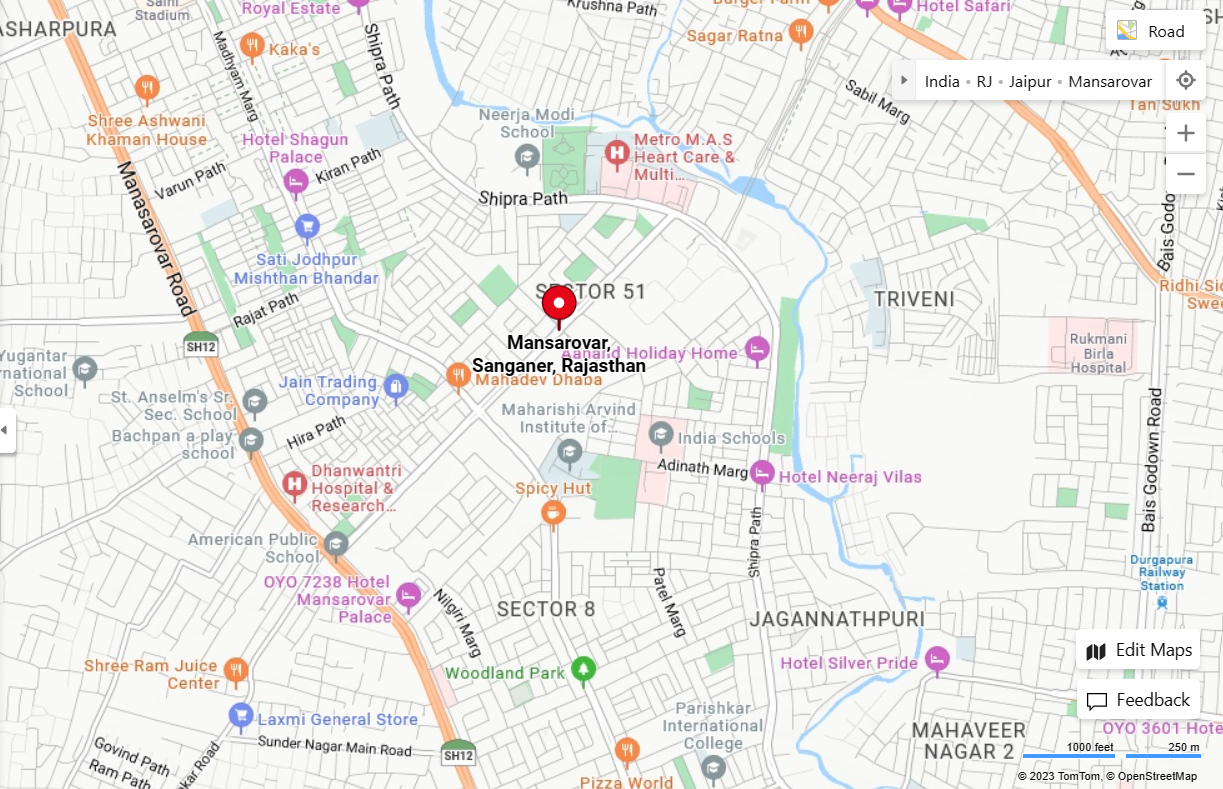 Saini
Stadium
Royal Estate
ASHARPURA
Kaka's
Shipra Path
Madhyam Marg
Krushna Path
Burger Farm
Hotel Safari
Sagar Ratna
Road
India • RJ • Jaipur • Mansarovar
Sabil Marg
Tan Sukh
Shree Ashwani
Khaman House
Neerja Modi
School
Hotel Shagun
Palace
Metro M.A.S
Heart Care &
Multi...
Kiran Path
Varun Path
Shipra Path
Manasarovar Road
Bais Godo
Sati Jodhpur
Mishthan Bhandar
SECTOR 51
TRIVENI
Ridhi Sid
Swee
Rajat Path
SH12
Mansarovar,
Sanganer, Rajasthan
Aanand Holiday Home
Rukmani
Birla
Hospital
Yugantar
rnational
School
Jain Trading
Company
Mahadev Dhaba
St. Anselm's Sr.
Sec. School
Maharishi Arvind
Institute of...
Hira Path
Bachpan a play
school
India Schools
Adinath Marg
Hotel Neeraj Vilas
Bais Godown Road
Dhanwantri
Hospital &
Research...
Spicy Hut
American Public
School
Shipra Path
Durgapura
Railway
Station
OYO 7238 Hotel
Mansarovar
Palace
Nilgiri Marg
SECTOR 8
Patel Marg
JAGANNATHPURI
Edit Maps
Shree Ram Juice
Center
Woodland Park
Hotel Silver Pride
Feedback
Laxmi General Store
Parishkar
International
College
MAHAVEER
NAGAR 2
OYO 3601 Hote
Govind Path
Ram Path
kar Road
Sunder Nagar Main Road
SH12
Pizza World
1000 feet
250 m
© 2023 TomTom, © OpenStreetMap